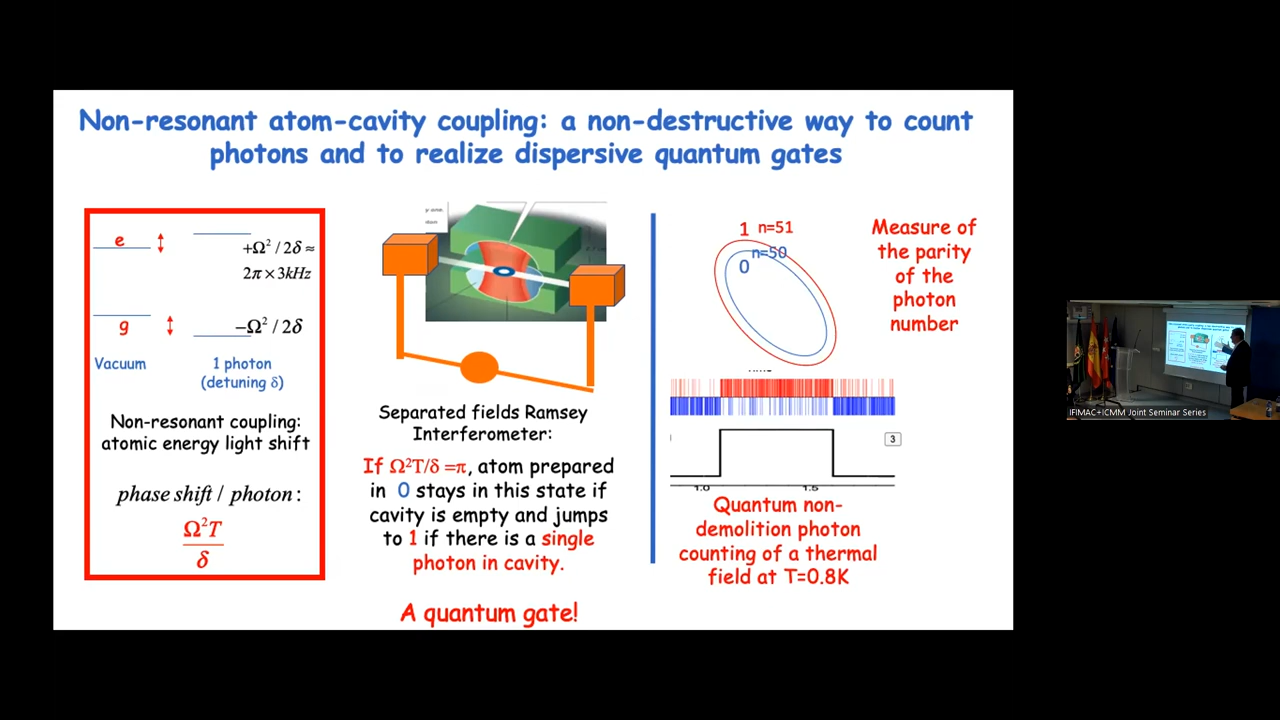 Non-resonant atom-cavity coupling: a non-destructive way to count
photons and to realize dispersive quantum gates
e
+Ω² / 2δ ≈
2π × 3kHz
g
−Ω² / 2δ
Vacuum
1 photon
(detuning δ)
Non-resonant coupling:
atomic energy light shift
phase shift / photon :
Ω²T
δ
Separated fields Ramsey
Interferometer:
If Ω²T/δ =π, atom prepared
in 0 stays in this state if
cavity is empty and jumps
to 1 if there is a single
photon in cavity.
A quantum gate!
1 n=51
n=50
0
Measure of
the parity
of the
photon
number
3
1.0 1.5
Quantum non-
demolition photon
counting of a thermal
field at T=0.8K
IFIMAC+ICMM Joint Seminar Series